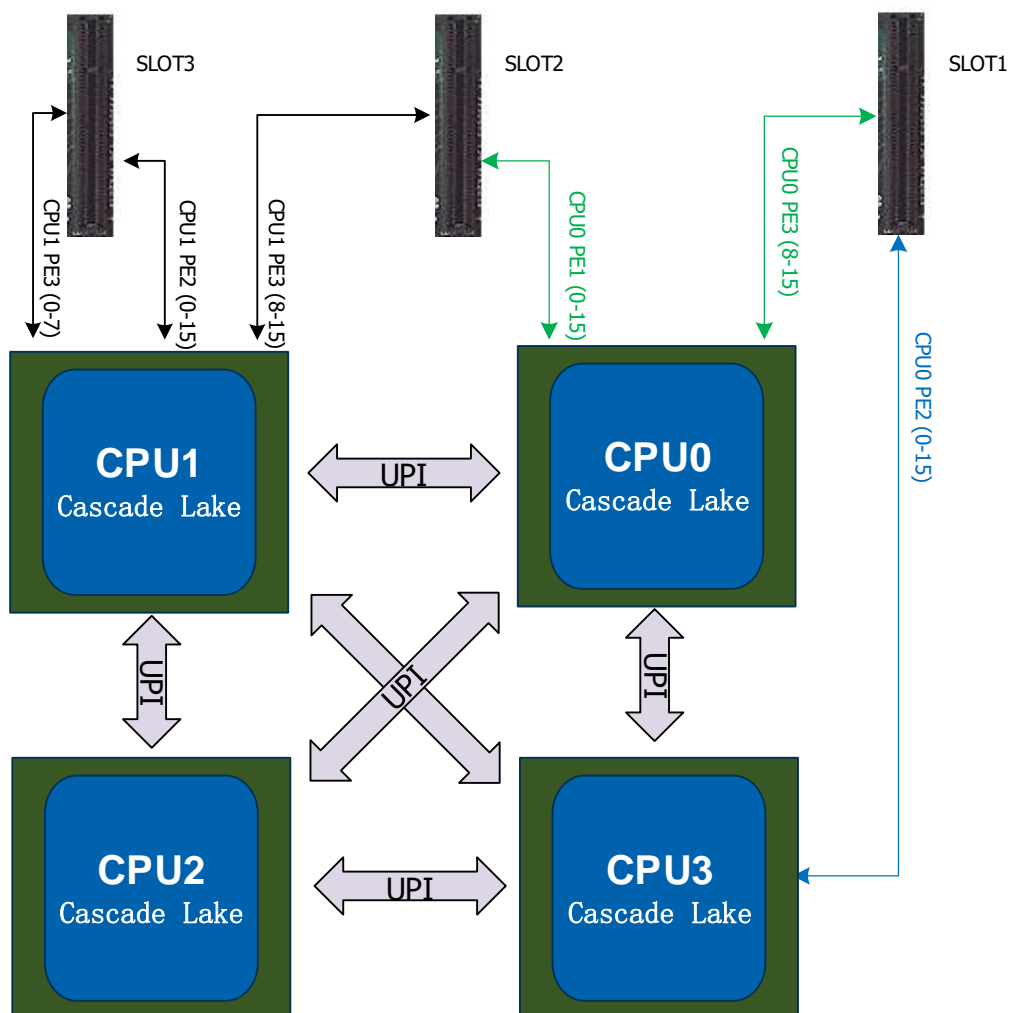 SLOT3
SLOT2
SLOT1
CPU1 PE3 (0-7)
CPU1 PE2 (0-15)
CPU1 PE3 (8-15)
CPU0 PE1 (0-15)
CPU0 PE3 (8-15)
CPU0 PE2 (0-15)
CPU1
Cascade Lake
UPI
CPU0
Cascade Lake
UPI
UPI
UPI
CPU2
Cascade Lake
UPI
CPU3
Cascade Lake